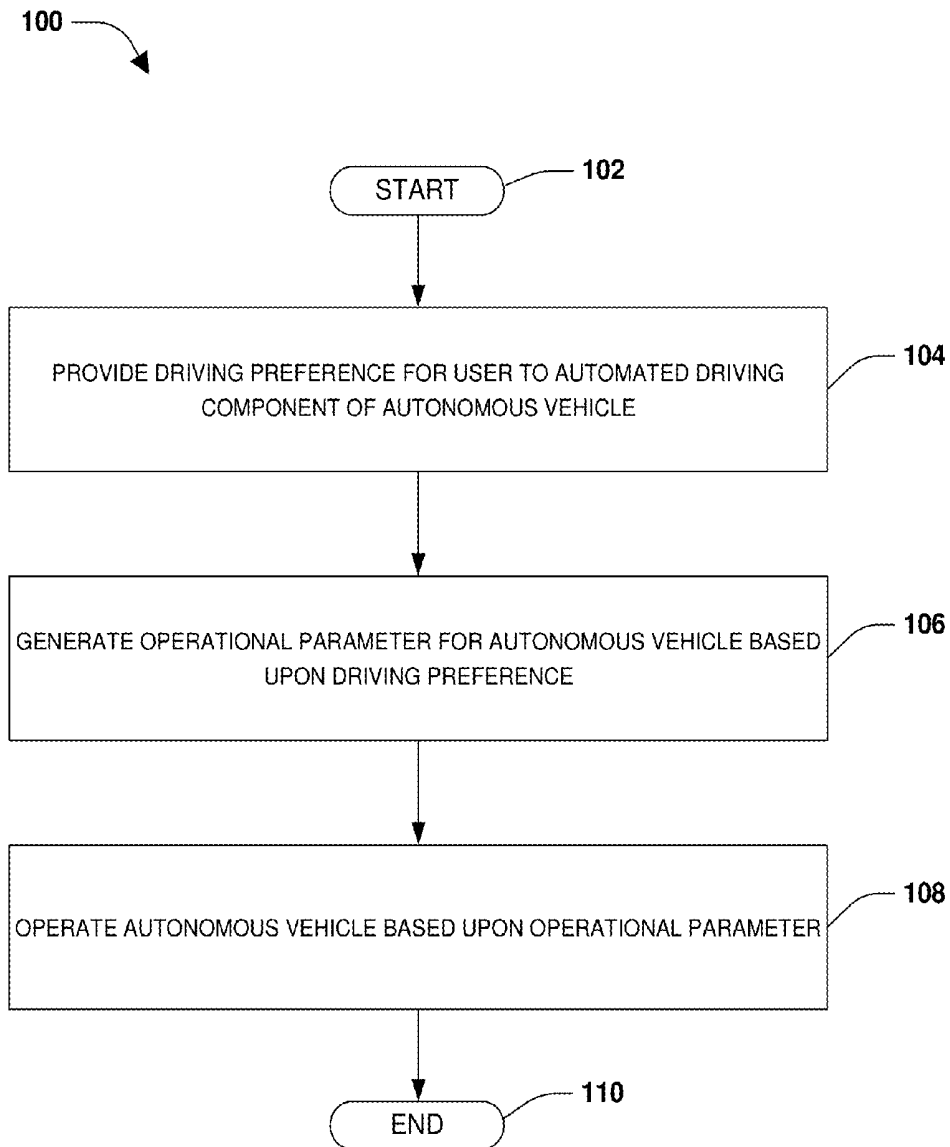 100
START
102
PROVIDE DRIVING PREFERENCE FOR USER TO AUTOMATED DRIVING
COMPONENT OF AUTONOMOUS VEHICLE
104
GENERATE OPERATIONAL PARAMETER FOR AUTONOMOUS VEHICLE BASED
UPON DRIVING PREFERENCE
106
OPERATE AUTONOMOUS VEHICLE BASED UPON OPERATIONAL PARAMETER
108
END
110